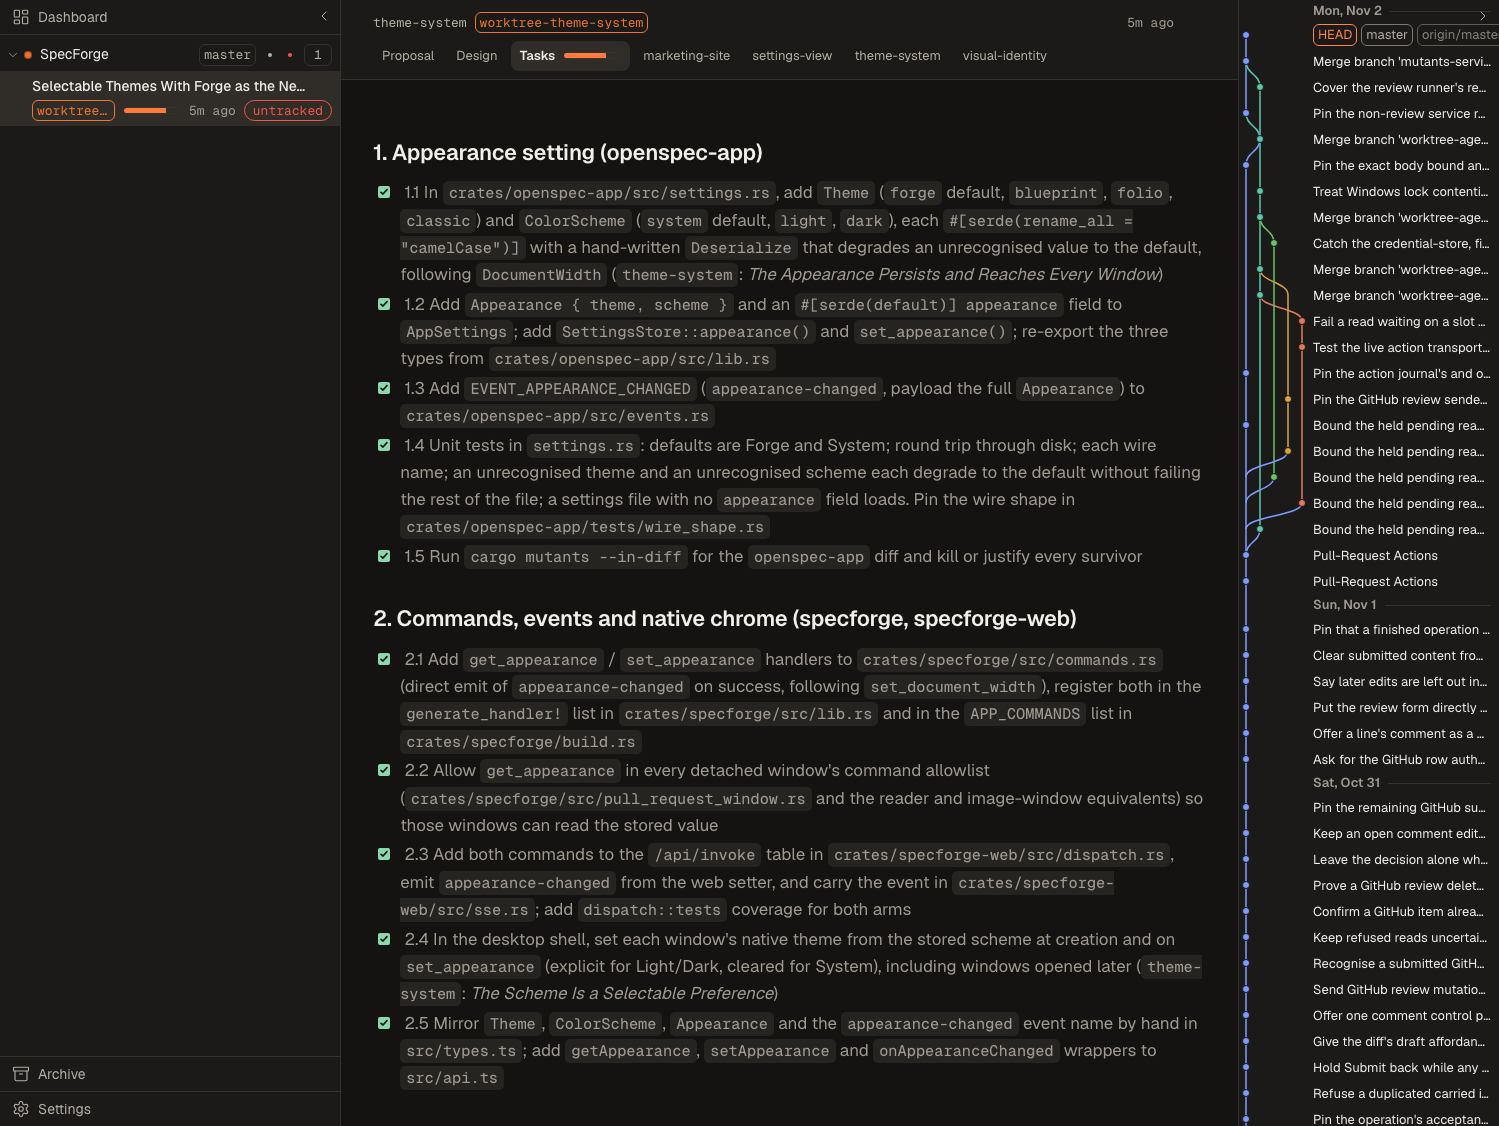 Dashboard
SpecForge
master
1
Selectable Themes With Forge as the Ne…
worktree…
5m ago
untracked
Archive
Settings
theme-system
worktree-theme-system
5m ago
Proposal
Design
Tasks
marketing-site
settings-view
theme-system
visual-identity
1. Appearance setting (openspec-app)
1.1 In crates/openspec-app/src/settings.rs, add Theme (forge default, blueprint, folio,
classic) and ColorScheme (system default, light, dark), each #[serde(rename_all =
"camelCase")] with a hand-written Deserialize that degrades an unrecognised value to the default,
following DocumentWidth (theme-system: The Appearance Persists and Reaches Every Window)
1.2 Add Appearance { theme, scheme } and an #[serde(default)] appearance field to
AppSettings; add SettingsStore::appearance() and set_appearance(); re-export the three
types from crates/openspec-app/src/lib.rs
1.3 Add EVENT_APPEARANCE_CHANGED (appearance-changed, payload the full Appearance) to
crates/openspec-app/src/events.rs
1.4 Unit tests in settings.rs: defaults are Forge and System; round trip through disk; each wire
name; an unrecognised theme and an unrecognised scheme each degrade to the default without failing
the rest of the file; a settings file with no appearance field loads. Pin the wire shape in
crates/openspec-app/tests/wire_shape.rs
1.5 Run cargo mutants --in-diff for the openspec-app diff and kill or justify every survivor
2. Commands, events and native chrome (specforge, specforge-web)
2.1 Add get_appearance / set_appearance handlers to crates/specforge/src/commands.rs
(direct emit of appearance-changed on success, following set_document_width), register both in the
generate_handler! list in crates/specforge/src/lib.rs and in the APP_COMMANDS list in
crates/specforge/build.rs
2.2 Allow get_appearance in every detached window's command allowlist
(crates/specforge/src/pull_request_window.rs and the reader and image-window equivalents) so
those windows can read the stored value
2.3 Add both commands to the /api/invoke table in crates/specforge-web/src/dispatch.rs,
emit appearance-changed from the web setter, and carry the event in crates/specforge-
web/src/sse.rs; add dispatch::tests coverage for both arms
2.4 In the desktop shell, set each window's native theme from the stored scheme at creation and on
set_appearance (explicit for Light/Dark, cleared for System), including windows opened later (theme-
system: The Scheme Is a Selectable Preference)
2.5 Mirror Theme, ColorScheme, Appearance and the appearance-changed event name by hand in
src/types.ts; add getAppearance, setAppearance and onAppearanceChanged wrappers to
src/api.ts
Mon, Nov 2
HEAD
master
origin/maste
Merge branch 'mutants-servi…
Cover the review runner's re…
Pin the non-review service r…
Merge branch 'worktree-age…
Pin the exact body bound an…
Treat Windows lock contenti…
Merge branch 'worktree-age…
Catch the credential-store, fi…
Merge branch 'worktree-age…
Merge branch 'worktree-age…
Fail a read waiting on a slot …
Test the live action transport…
Pin the action journal's and o…
Pin the GitHub review sende…
Bound the held pending rea…
Bound the held pending rea…
Bound the held pending rea…
Bound the held pending rea…
Bound the held pending rea…
Pull-Request Actions
Pull-Request Actions
Sun, Nov 1
Pin that a finished operation …
Clear submitted content fro…
Say later edits are left out in…
Put the review form directly …
Offer a line's comment as a …
Ask for the GitHub row auth…
Sat, Oct 31
Pin the remaining GitHub su…
Keep an open comment edit…
Leave the decision alone wh…
Prove a GitHub review delet…
Confirm a GitHub item alrea…
Keep refused reads uncertai…
Recognise a submitted GitH…
Send GitHub review mutatio…
Offer one comment control p…
Give the diff's draft affordan…
Hold Submit back while any …
Refuse a duplicated carried i…
Pin the operation's acceptan…